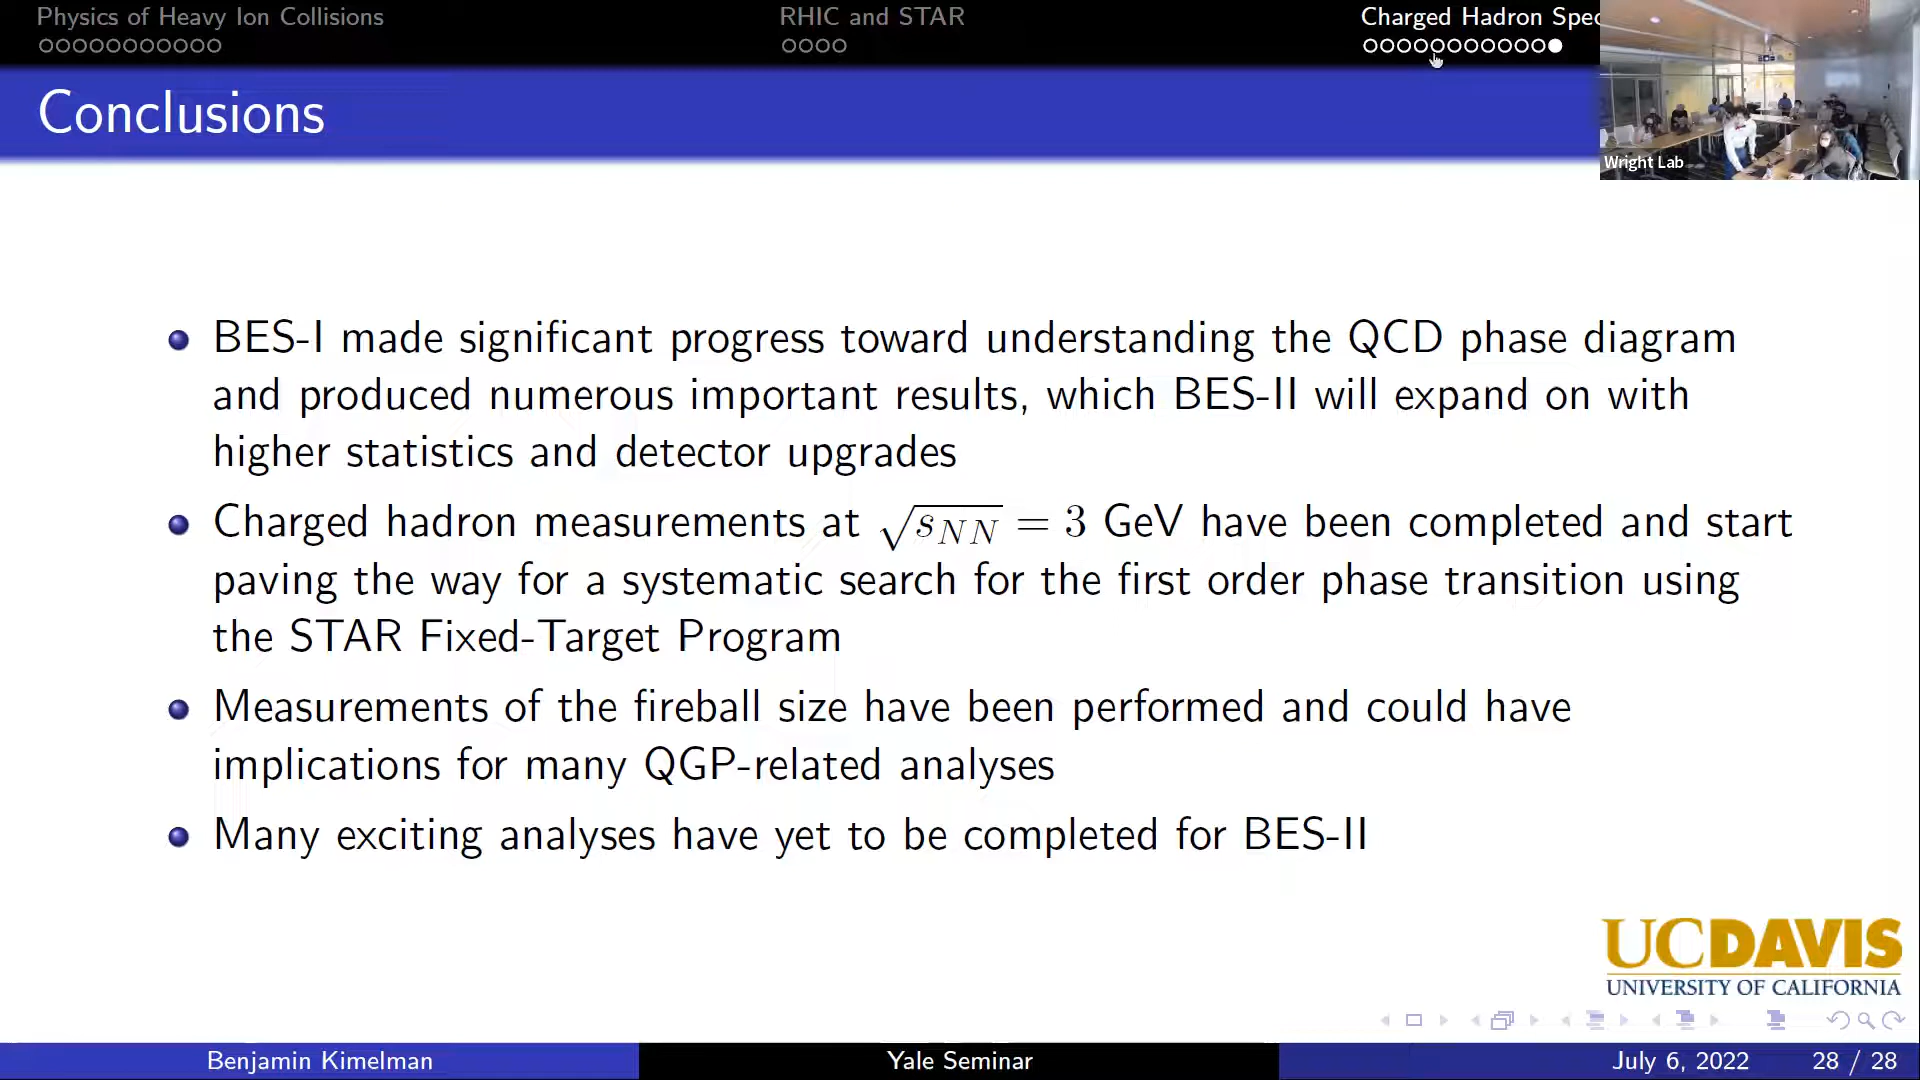 Physics of Heavy Ion Collisions
RHIC and STAR
Charged Hadron Spec
Wright Lab
Conclusions
BES-I made significant progress toward understanding the QCD phase diagram
and produced numerous important results, which BES-II will expand on with
higher statistics and detector upgrades
Charged hadron measurements at √sNN = 3 GeV have been completed and start
paving the way for a systematic search for the first order phase transition using
the STAR Fixed-Target Program
Measurements of the fireball size have been performed and could have
implications for many QGP-related analyses
Many exciting analyses have yet to be completed for BES-II
UCDAVIS
UNIVERSITY OF CALIFORNIA
Benjamin Kimelman
Yale Seminar
July 6, 2022
28 / 28